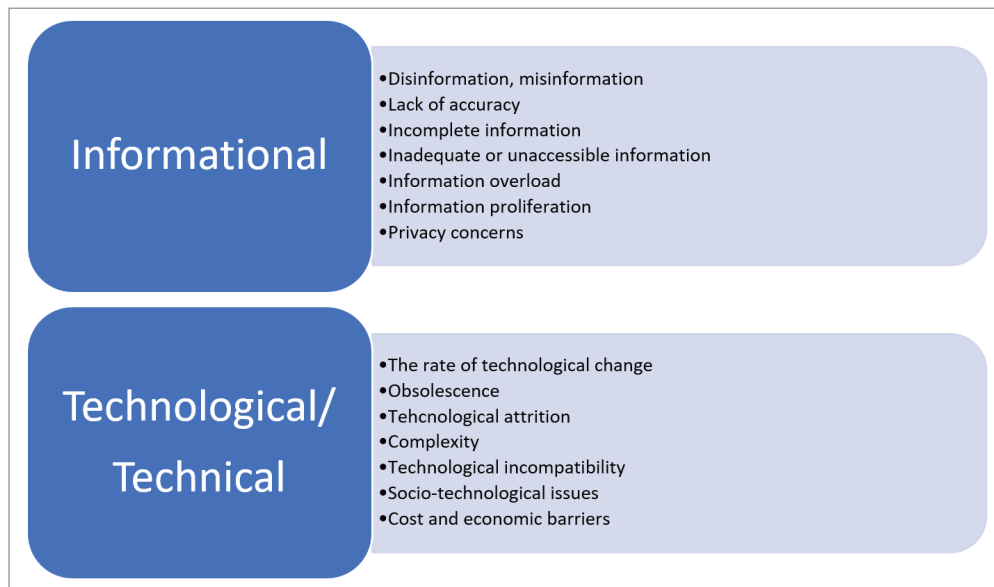 Informational
•Disinformation, misinformation
•Lack of accuracy
•Incomplete information
•Inadequate or unaccessible information
•Information overload
•Information proliferation
•Privacy concerns
Technological/
Technical
•The rate of technological change
•Obsolescence
•Tehcnological attrition
•Complexity
•Technological incompatibility
•Socio-technological issues
•Cost and economic barriers